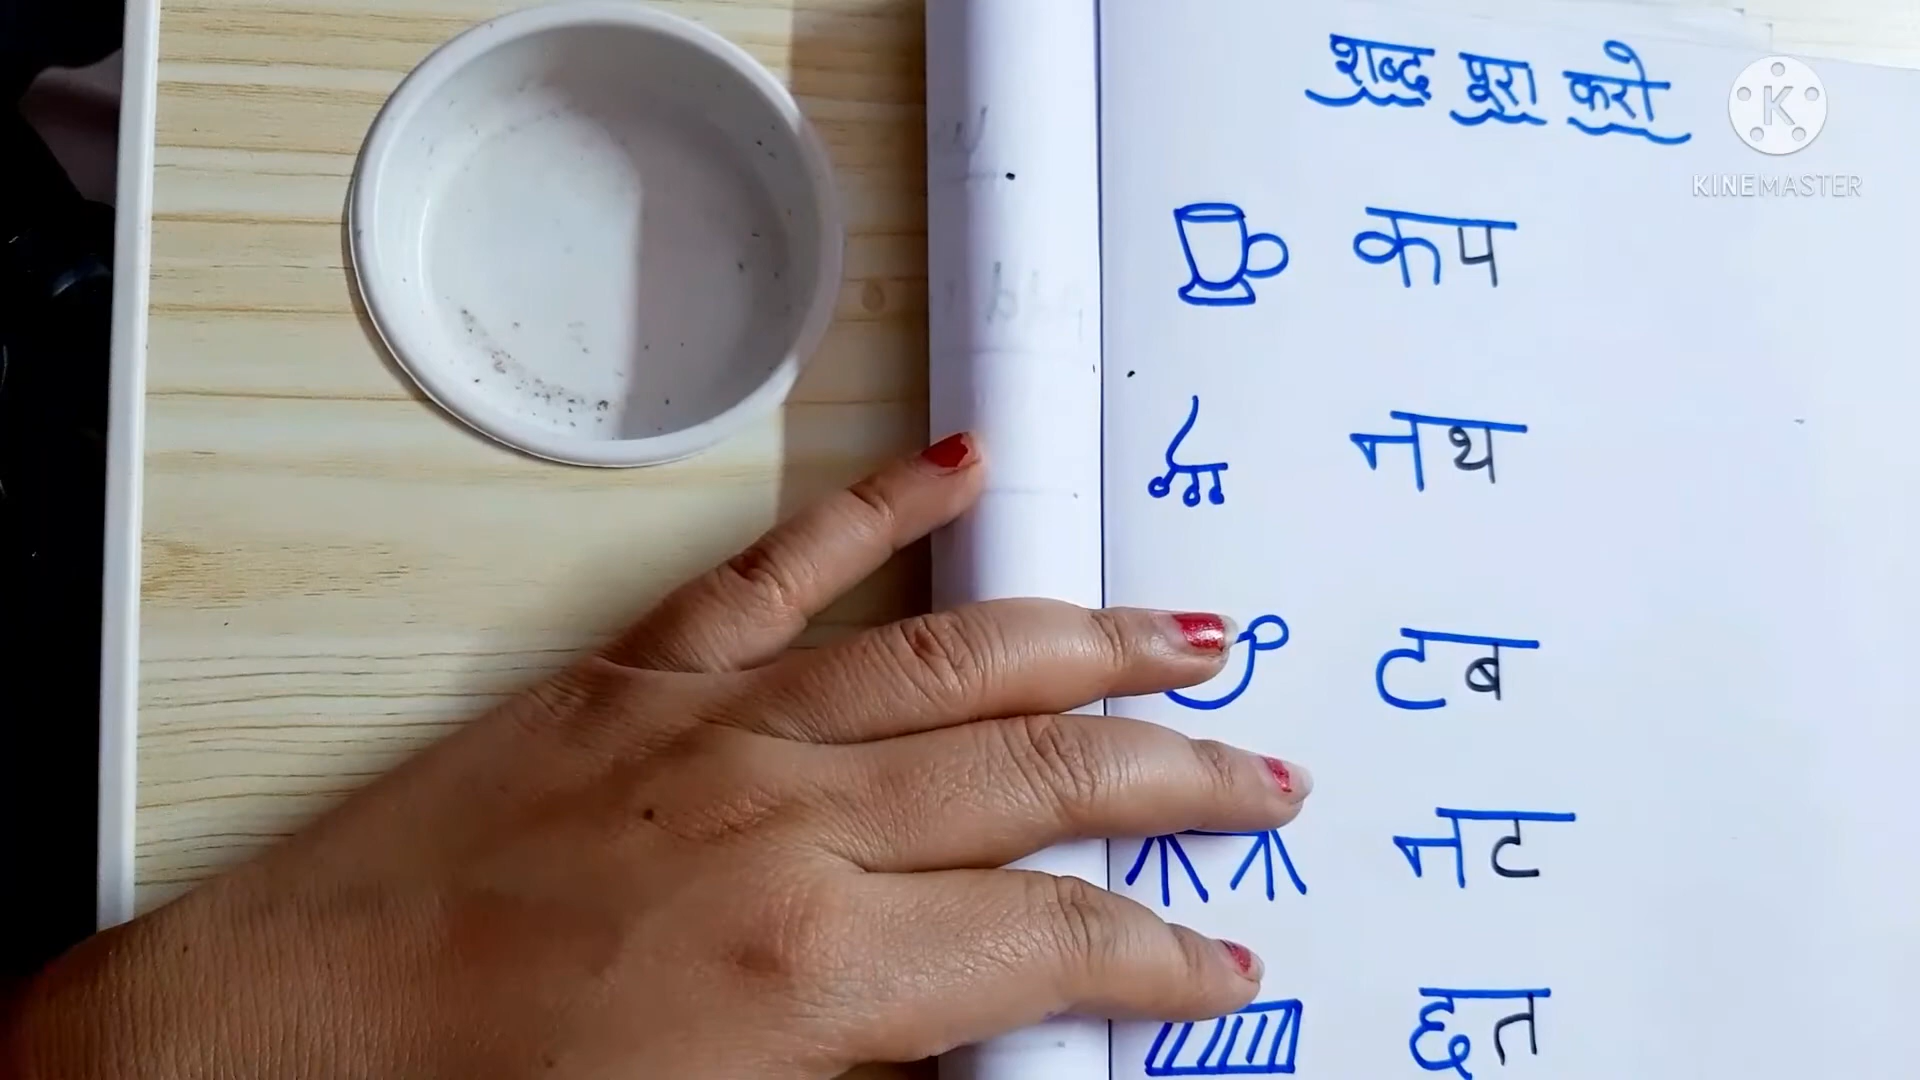 शब्द पूरा करो
KINEMASTER
कप
नथ
टब
नट
छत